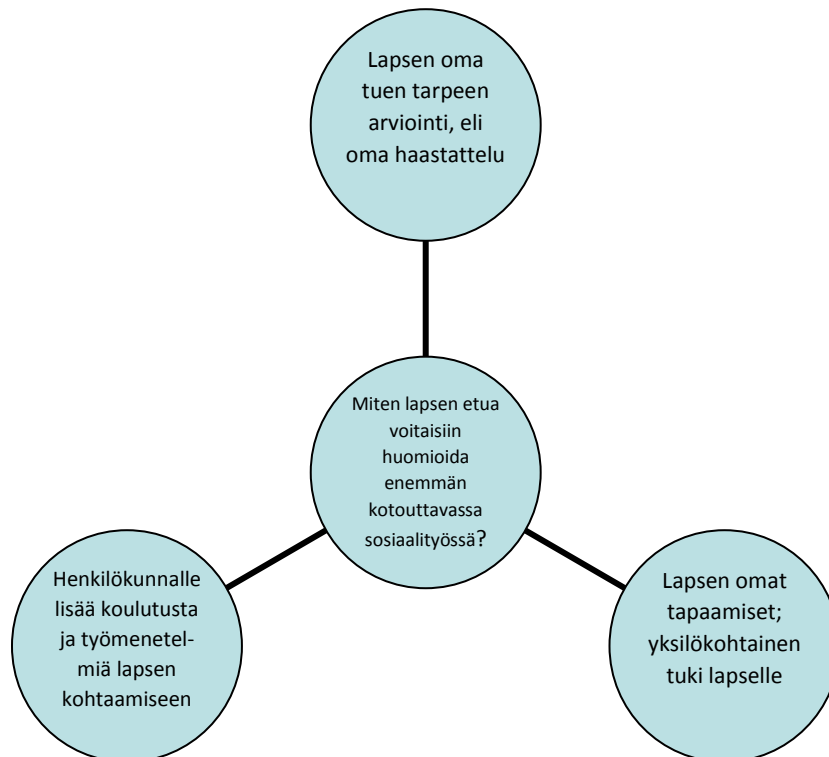 Lapsen oma
tuen tarpeen
arviointi, eli
oma haastattelu
Miten lapsen etua
voitaisiin
huomioida
enemmän
kotouttavassa
sosiaalityössä?
Henkilökunnalle
lisää koulutusta
ja työmenetel-
miä lapsen
kohtaamiseen
Lapsen omat
tapaamiset;
yksilökohtainen
tuki lapselle